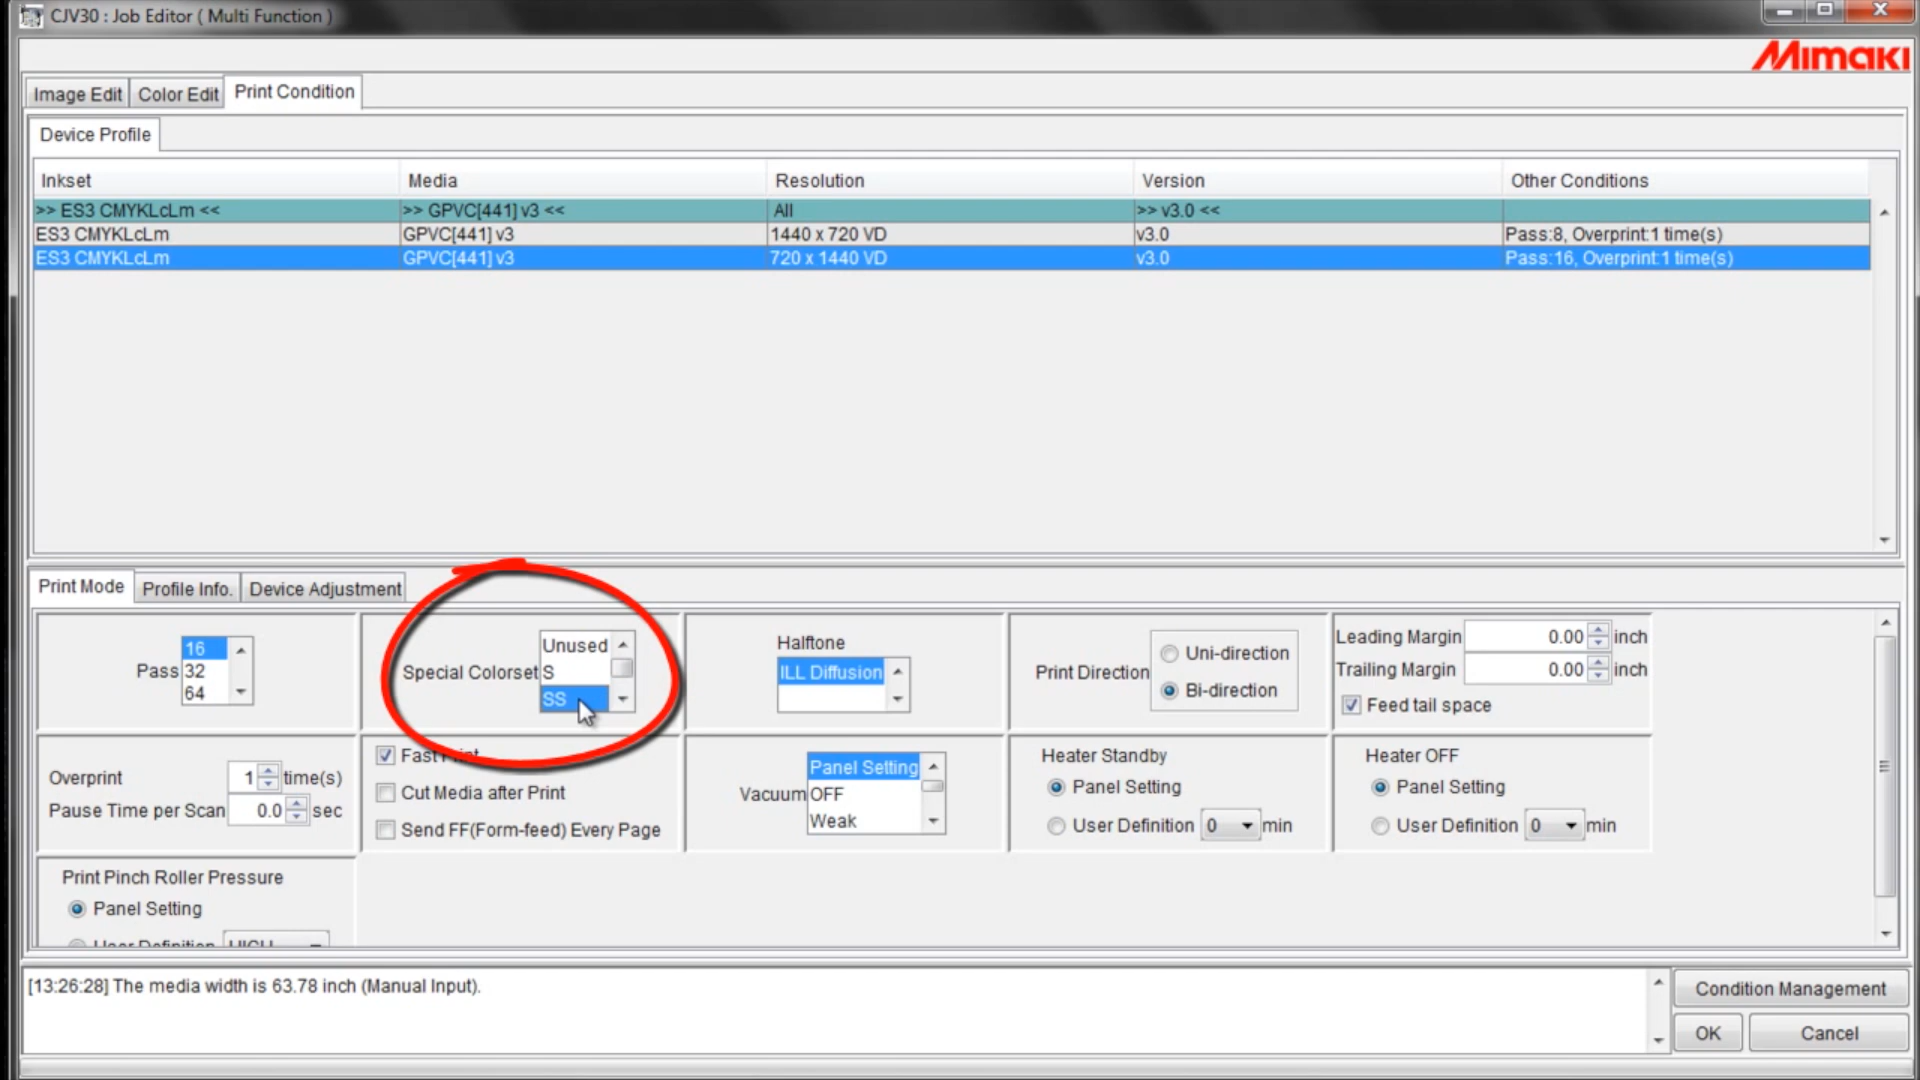 CJV30 : Job Editor ( Multi Function )
Mimaki
Image Edit Color Edit Print Condition
Device Profile
Inkset Media Resolution Version Other Conditions
>> ES3 CMYKLcLm << >> GPVC[441] v3 << All >> v3.0 <<
ES3 CMYKLcLm GPVC[441] v3 1440 x 720 VD v3.0 Pass:8, Overprint:1 time(s)
ES3 CMYKLcLm GPVC[441] v3 720 x 1440 VD v3.0 Pass:16, Overprint:1 time(s)
Print Mode Profile Info. Device Adjustment
Pass
16
32
64
Special Colorset
Unused
S
SS
Halftone
ILL Diffusion
Print Direction
Uni-direction
Bi-direction
Leading Margin 0.00 inch
Trailing Margin 0.00 inch
Feed tail space
Overprint 1 time(s)
Pause Time per Scan 0.0 sec
Fast Print
Cut Media after Print
Send FF(Form-feed) Every Page
Vacuum
Panel Setting
OFF
Weak
Heater Standby
Panel Setting
User Definition 0 min
Heater OFF
Panel Setting
User Definition 0 min
Print Pinch Roller Pressure
Panel Setting
User Definition HIGH
[13:26:28] The media width is 63.78 inch (Manual Input).
Condition Management
OK Cancel